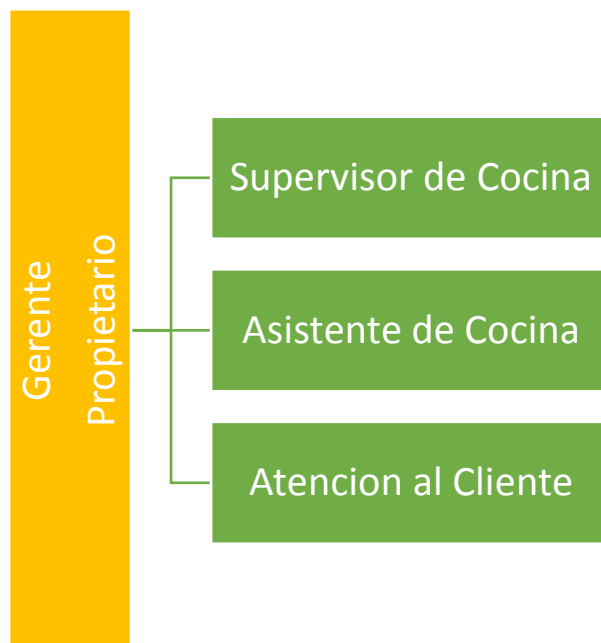 Gerente
Propietario
Supervisor de Cocina
Asistente de Cocina
Atencion al Cliente